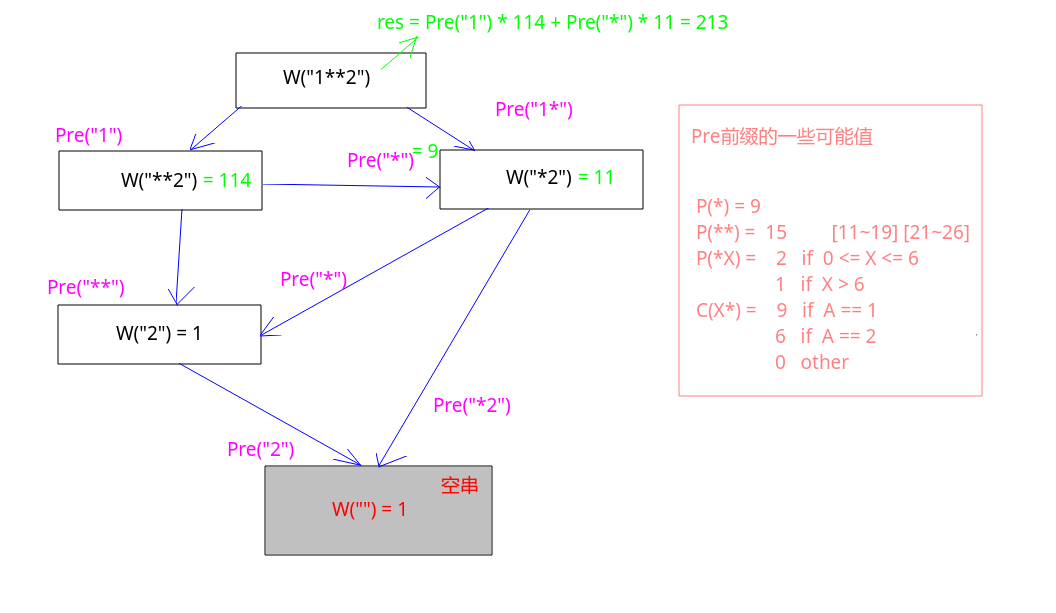 res = Pre("1") * 114 + Pre("*") * 11 = 213
W("1**2")
Pre("1")
Pre("1*")
W("**2") = 114
Pre("*") = 9
W("*2") = 11
Pre("**")
Pre("*")
W("2") = 1
Pre("*2")
Pre("2")
空串
W("") = 1
Pre前缀的一些可能值
P(*) = 9
P(**) = 15 [11~19] [21~26]
P(*X) = 2 if 0 <= X <= 6
1 if X > 6
C(X*) = 9 if A == 1
6 if A == 2
0 other